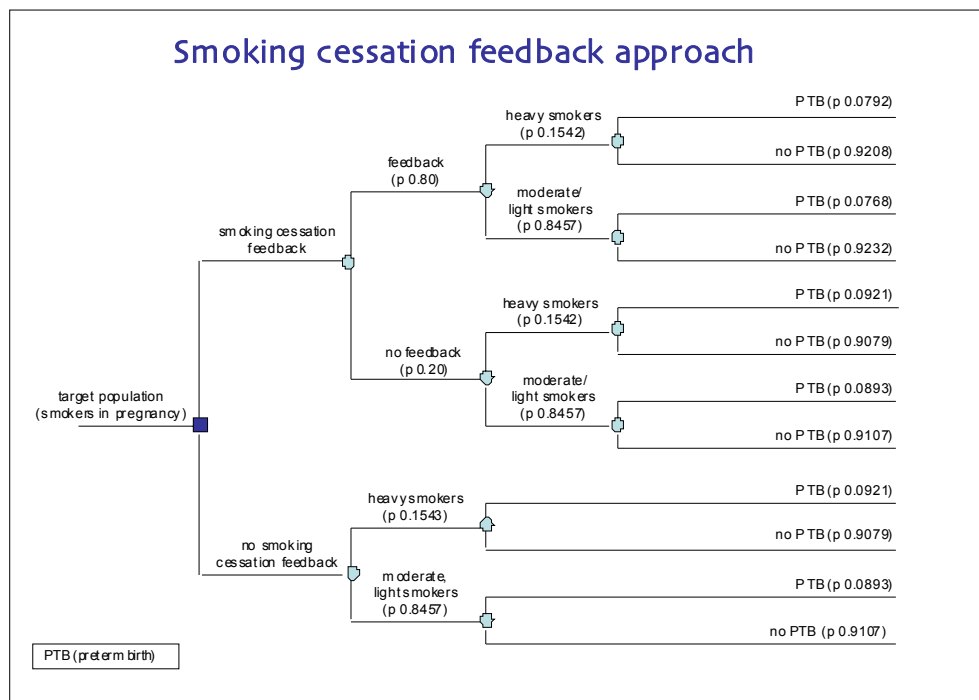 Smoking cessation feedback approach
PTB (p 0.0792)
heavy smokers
(p 0.1542)
no PTB (p 0.9208)
feedback
(p 0.80)
moderate/
light smokers
(p 0.8457)
PTB (p 0.0768)
no PTB (p 0.9232)
smoking cessation
feedback
PTB (p 0.0921)
heavy smokers
(p 0.1542)
no PTB (p 0.9079)
no feedback
(p 0.20)
moderate/
light smokers
(p 0.8457)
PTB (p 0.0893)
no PTB (p 0.9107)
target population
(smokers in pregnancy)
PTB (p 0.0921)
heavy smokers
(p 0.1543)
no PTB (p 0.9079)
no smoking
cessation feedback
moderate,
light smokers
(p 0.8457)
PTB (p 0.0893)
no PTB (p 0.9107)
PTB (preterm birth)